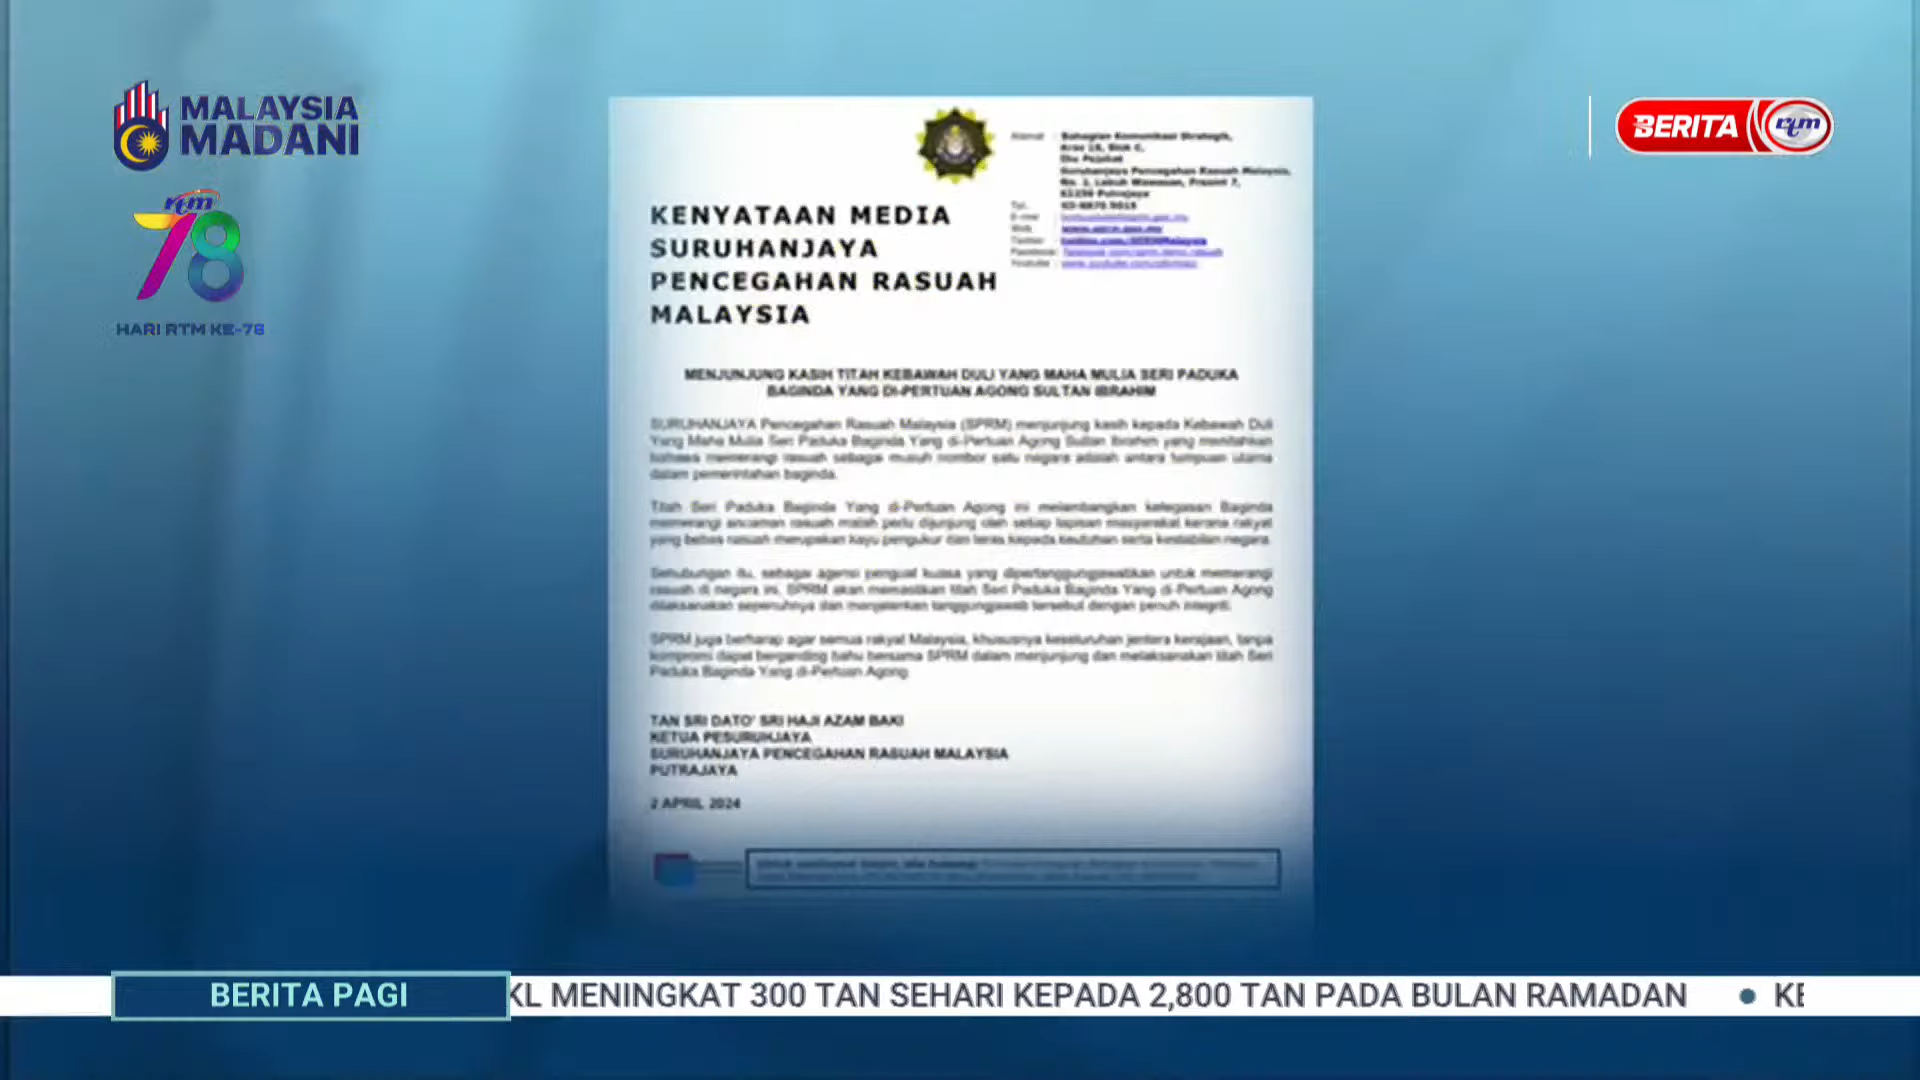 MALAYSIA
MADANI
rtm
78
HARI RTM KE-78
BERITA rtm
Alamat : Bahagian Komunikasi Strategik,
Suruhanjaya Pencegahan Rasuah Malaysia,
KENYATAAN MEDIA
SURUHANJAYA
PENCEGAHAN RASUAH
MALAYSIA
MENJUNJUNG KASIH TITAH KEBAWAH DULI YANG MAHA MULIA SERI PADUKA
BAGINDA YANG DI-PERTUAN AGONG SULTAN IBRAHIM
SURUHANJAYA Pencegahan Rasuah Malaysia (SPRM) menjunjung kasih kepada Kebawah Duli
Yang Maha Mulia Seri Paduka Baginda Yang di-Pertuan Agong Sultan Ibrahim yang menitahkan
bahawa memerangi rasuah sebagai musuh nombor satu negara adalah antara tumpuan utama
dalam pemerintahan baginda.
Titah Seri Paduka Baginda Yang di-Pertuan Agong ini melambangkan ketegasan Baginda
memerangi ancaman rasuah malah perlu dijunjung oleh setiap lapisan masyarakat kerana rakyat
yang bebas rasuah merupakan kayu pengukur dan teras kepada keutuhan serta kestabilan negara.
Sehubungan itu, sebagai agensi penguat kuasa yang dipertanggungjawabkan untuk memerangi
rasuah di negara ini, SPRM akan memastikan titah Seri Paduka Baginda Yang di-Pertuan Agong
dilaksanakan sepenuhnya dan menjalankan tanggungjawab tersebut dengan penuh integriti.
SPRM juga berharap agar semua rakyat Malaysia, khususnya keseluruhan jentera kerajaan, tanpa
kompromi dapat berganding bahu bersama SPRM dalam menjunjung dan melaksanakan titah Seri
Paduka Baginda Yang di-Pertuan Agong.
TAN SRI DATO' SRI HAJI AZAM BAKI
KETUA PESURUHJAYA
SURUHANJAYA PENCEGAHAN RASUAH MALAYSIA
PUTRAJAYA
2 APRIL 2024
BERITA PAGI KL MENINGKAT 300 TAN SEHARI KEPADA 2,800 TAN PADA BULAN RAMADAN • KE